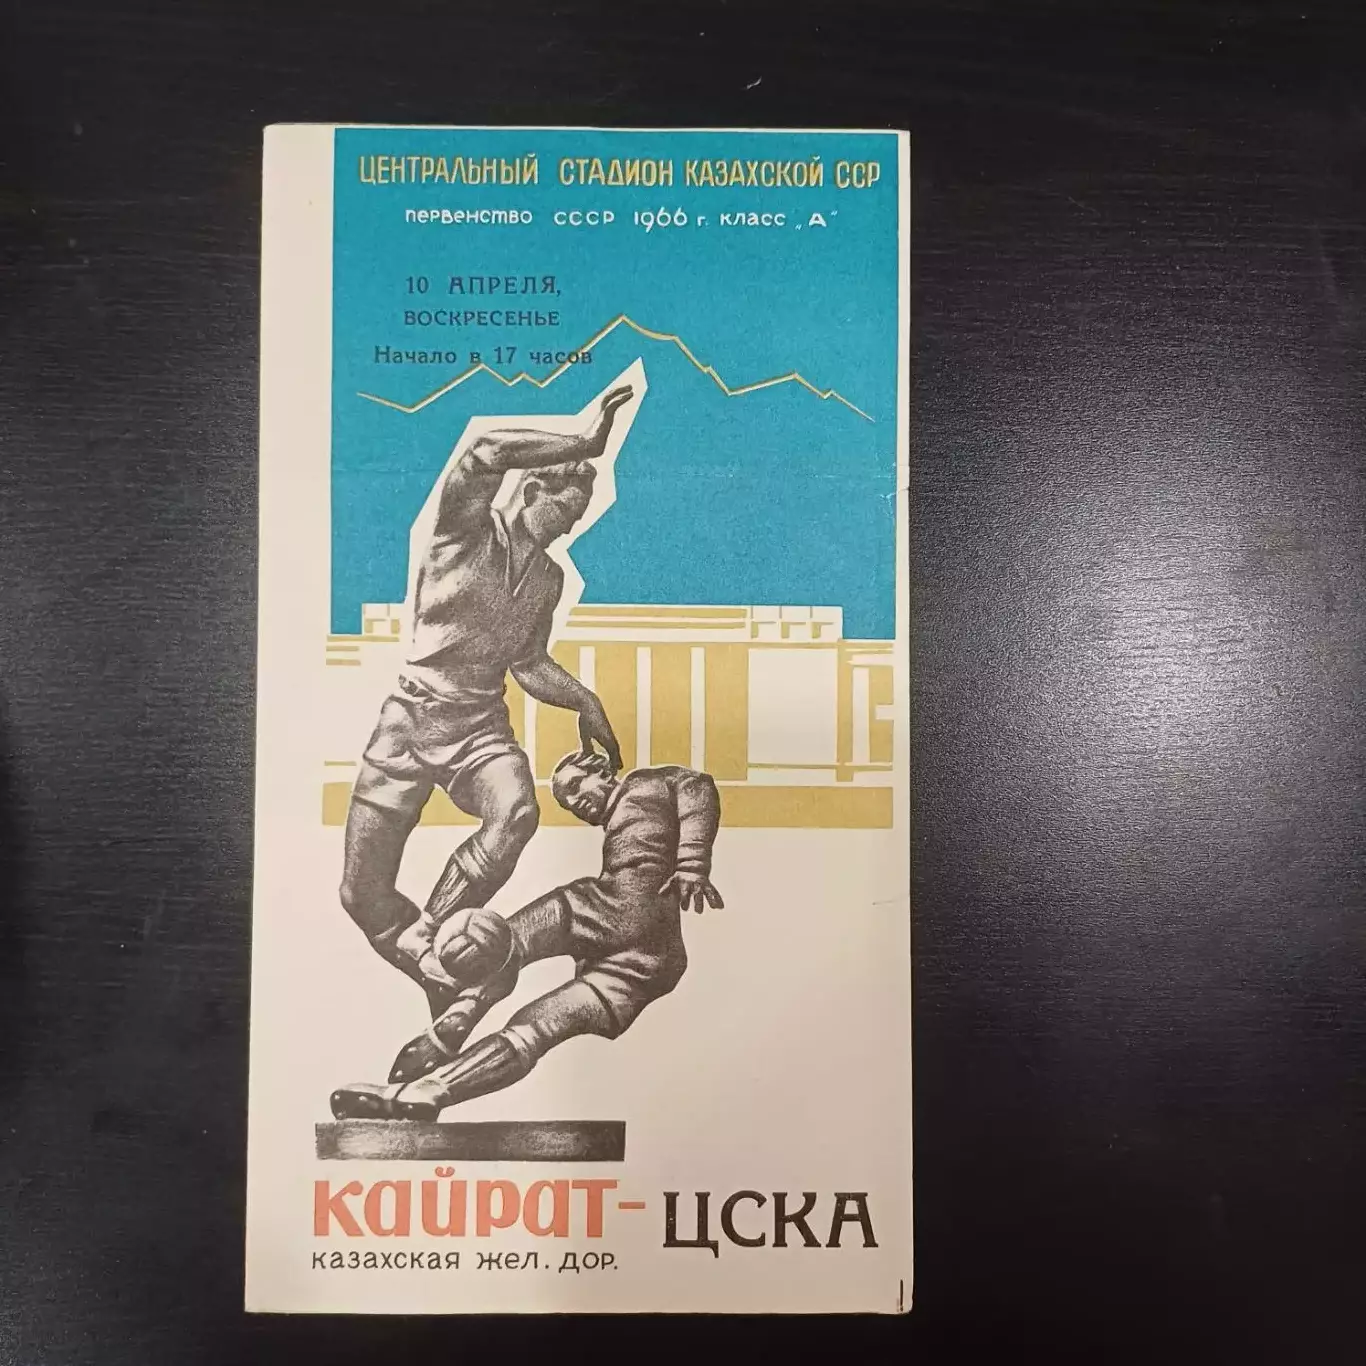 ЦЕНТРАЛЬНЫЙ СТАДИОН КАЗАХСКОЙ ССР
первенство СССР 1966 г. класс „А"
10 АПРЕЛЯ,
ВОСКРЕСЕНЬЕ
Начало в 17 часов
Кайрат-ЦСКА
казахская жел. дор.